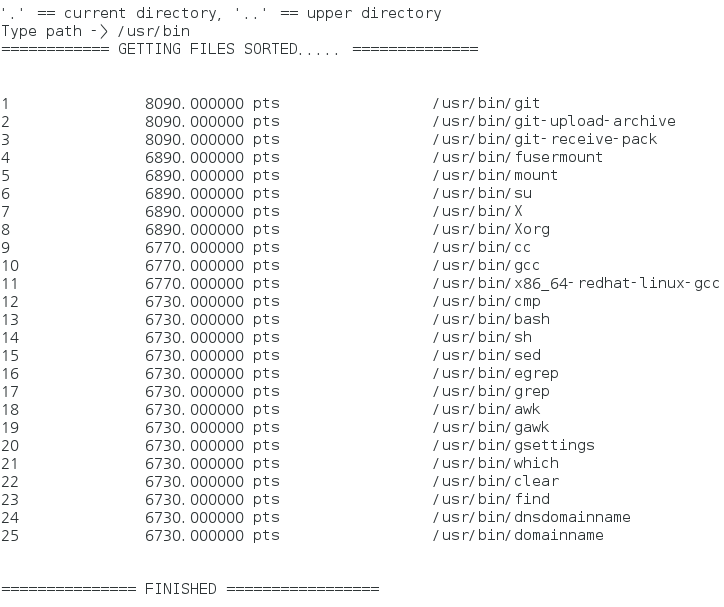 '.' == current directory, '..' == upper directory
Type path -> /usr/bin
============ GETTING FILES SORTED..... ==============
1 8090.000000 pts /usr/bin/git
2 8090.000000 pts /usr/bin/git-upload-archive
3 8090.000000 pts /usr/bin/git-receive-pack
4 6890.000000 pts /usr/bin/fusermount
5 6890.000000 pts /usr/bin/mount
6 6890.000000 pts /usr/bin/su
7 6890.000000 pts /usr/bin/X
8 6890.000000 pts /usr/bin/Xorg
9 6770.000000 pts /usr/bin/cc
10 6770.000000 pts /usr/bin/gcc
11 6770.000000 pts /usr/bin/x86_64-redhat-linux-gcc
12 6730.000000 pts /usr/bin/cmp
13 6730.000000 pts /usr/bin/bash
14 6730.000000 pts /usr/bin/sh
15 6730.000000 pts /usr/bin/sed
16 6730.000000 pts /usr/bin/egrep
17 6730.000000 pts /usr/bin/grep
18 6730.000000 pts /usr/bin/awk
19 6730.000000 pts /usr/bin/gawk
20 6730.000000 pts /usr/bin/gsettings
21 6730.000000 pts /usr/bin/which
22 6730.000000 pts /usr/bin/clear
23 6730.000000 pts /usr/bin/find
24 6730.000000 pts /usr/bin/dnsdomainname
25 6730.000000 pts /usr/bin/domainname
=============== FINISHED =================